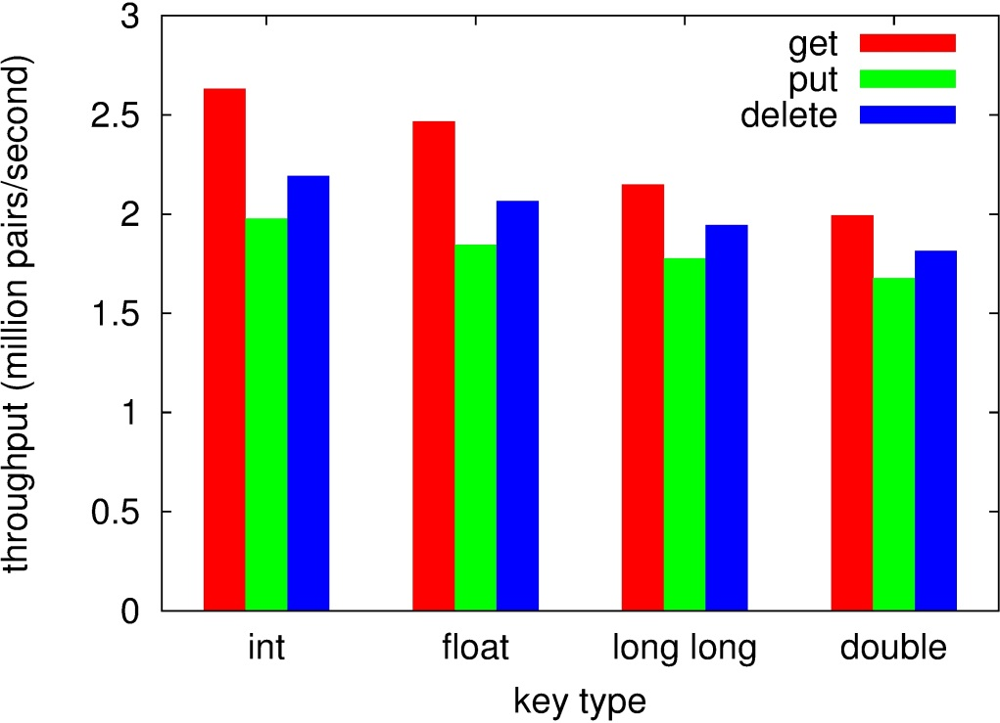 throughput (million pairs/second)
3
2.5
2
1.5
1
0.5
0
get
put
delete
int
float
long long
double
key type